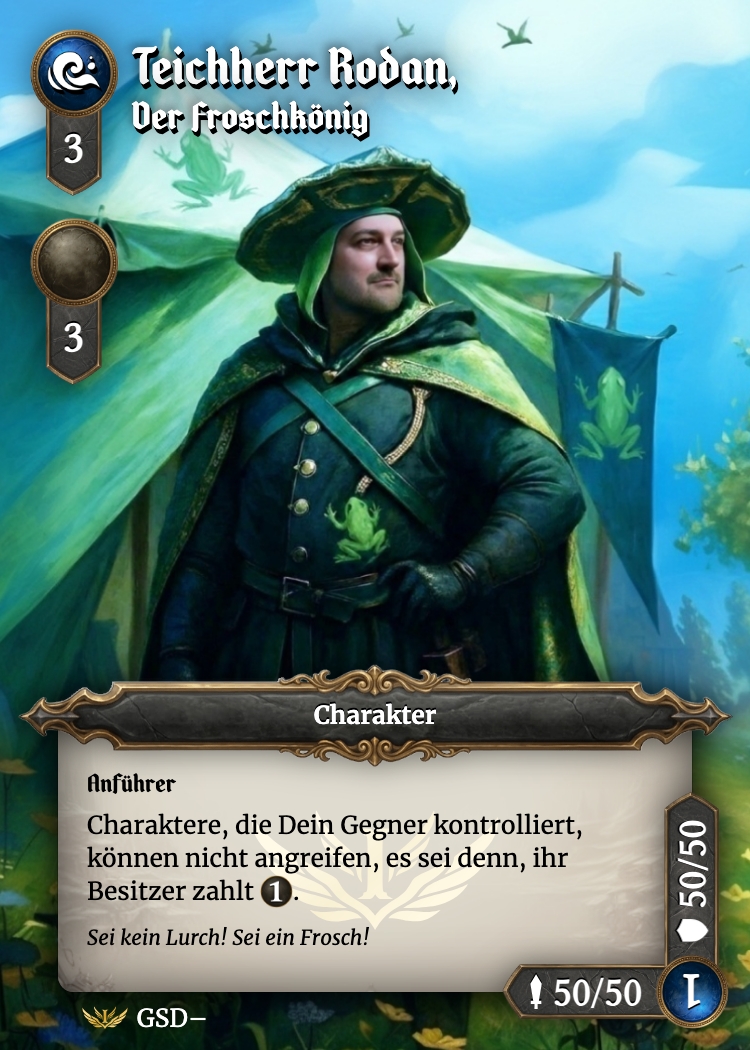 Teichherr Rodan,
Der Froschkönig
3
3
Charakter
Anführer
Charaktere, die Dein Gegner kontrolliert,
können nicht angreifen, es sei denn, ihr
Besitzer zahlt 1.
Sei kein Lurch! Sei ein Frosch!
50/50
50/50
1
GSD–